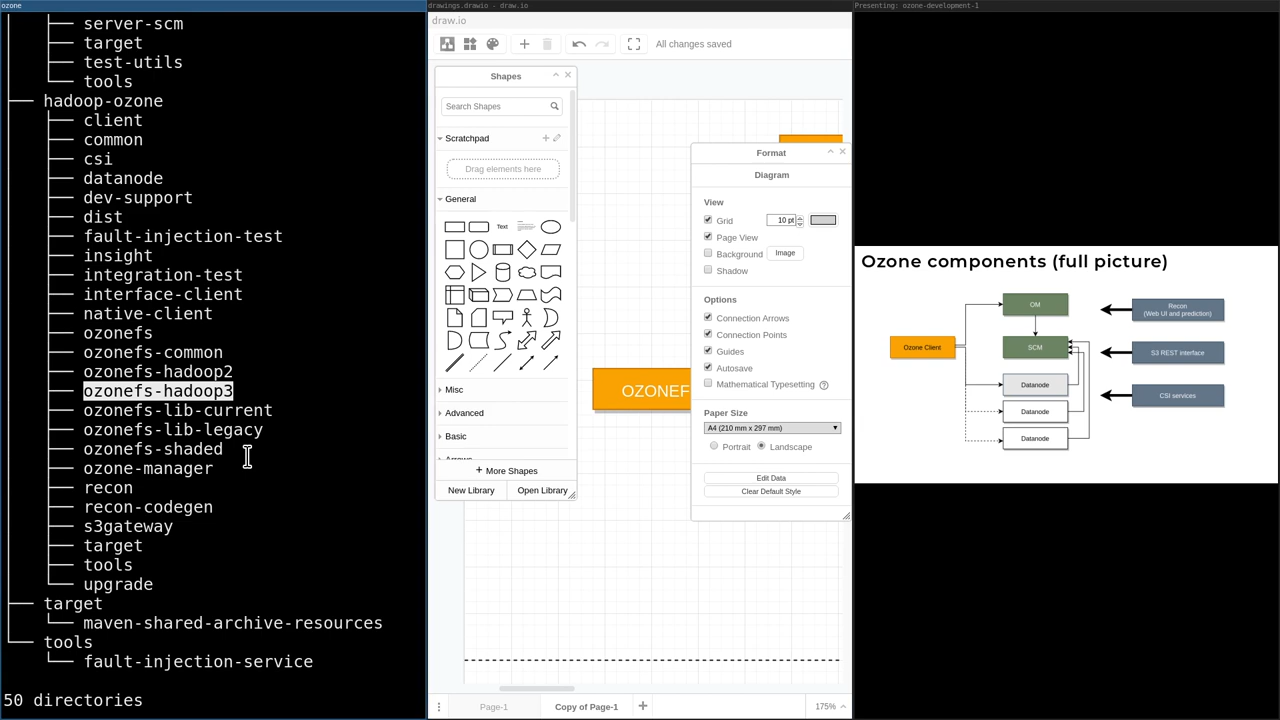 ozone
├── server-scm
├── target
├── test-utils
└── tools
├── hadoop-ozone
├── client
├── common
├── csi
├── datanode
├── dev-support
├── dist
├── fault-injection-test
├── insight
├── integration-test
├── interface-client
├── native-client
├── ozonefs
├── ozonefs-common
├── ozonefs-hadoop2
├── ozonefs-hadoop3
├── ozonefs-lib-current
├── ozonefs-lib-legacy
├── ozonefs-shaded
├── ozone-manager
├── recon
├── recon-codegen
├── s3gateway
├── target
├── tools
└── upgrade
├── target
└── maven-shared-archive-resources
└── tools
└── fault-injection-service
50 directories
drawings.drawio - draw.io
draw.io
All changes saved
Shapes
Search Shapes
Scratchpad
Drag elements here
General
Text
Misc
Advanced
Basic
Arrows
+ More Shapes
New Library
Open Library
OZONEF
Format
Diagram
View
Grid
10 pt
Page View
Background
Image
Shadow
Options
Connection Arrows
Connection Points
Guides
Autosave
Mathematical Typesetting
Paper Size
A4 (210 mm x 297 mm)
Portrait
Landscape
Edit Data
Clear Default Style
Page-1
Copy of Page-1
175%
Presenting: ozone-development-1
Ozone components (full picture)
OM
Recon
(Web UI and prediction)
Ozone Client
SCM
S3 REST interface
Datanode
CSI services
Datanode
Datanode